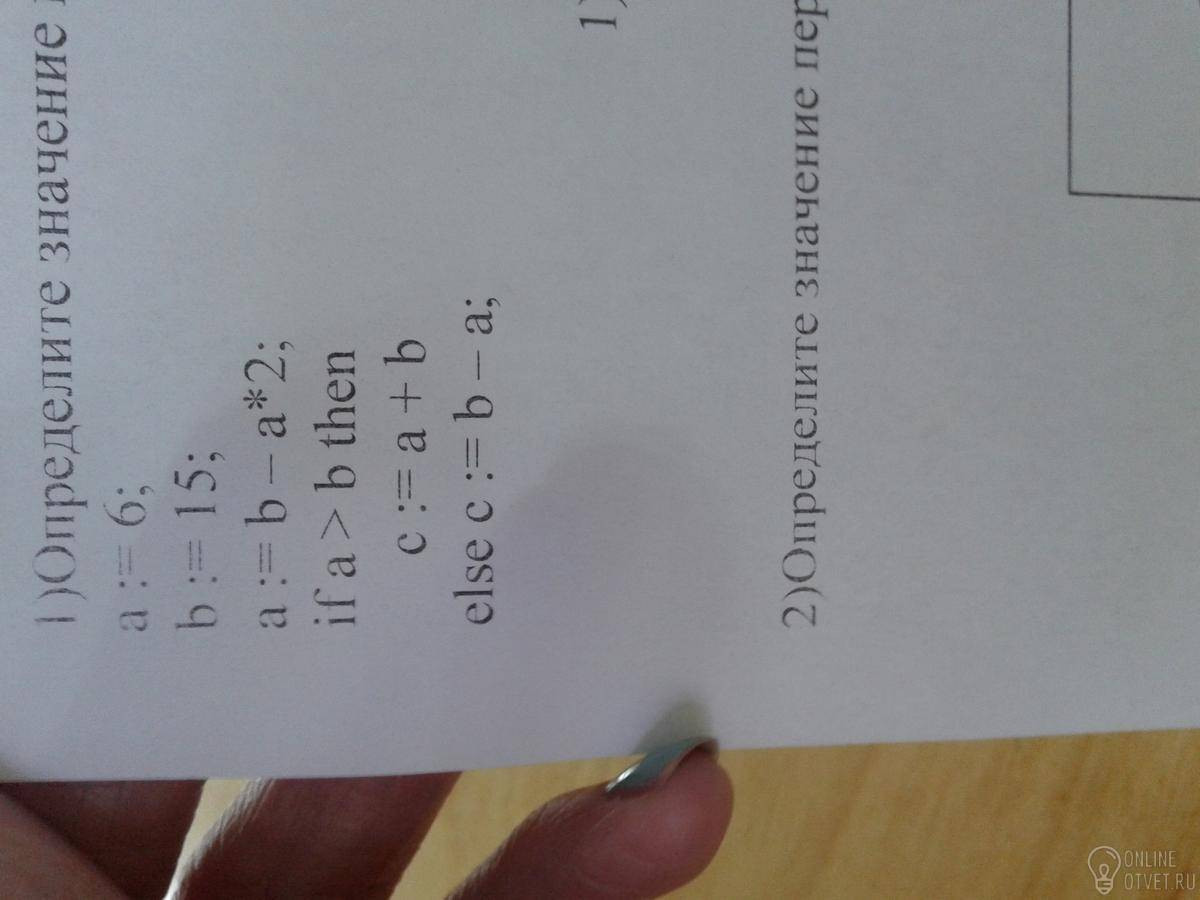 1)Определите значение
a := 6;
b := 15;
a := b – a*2;
if a > b then
c := a + b
else c := b – a;
1)
2)Определите значение пер
ONLINE
OTVET.RU